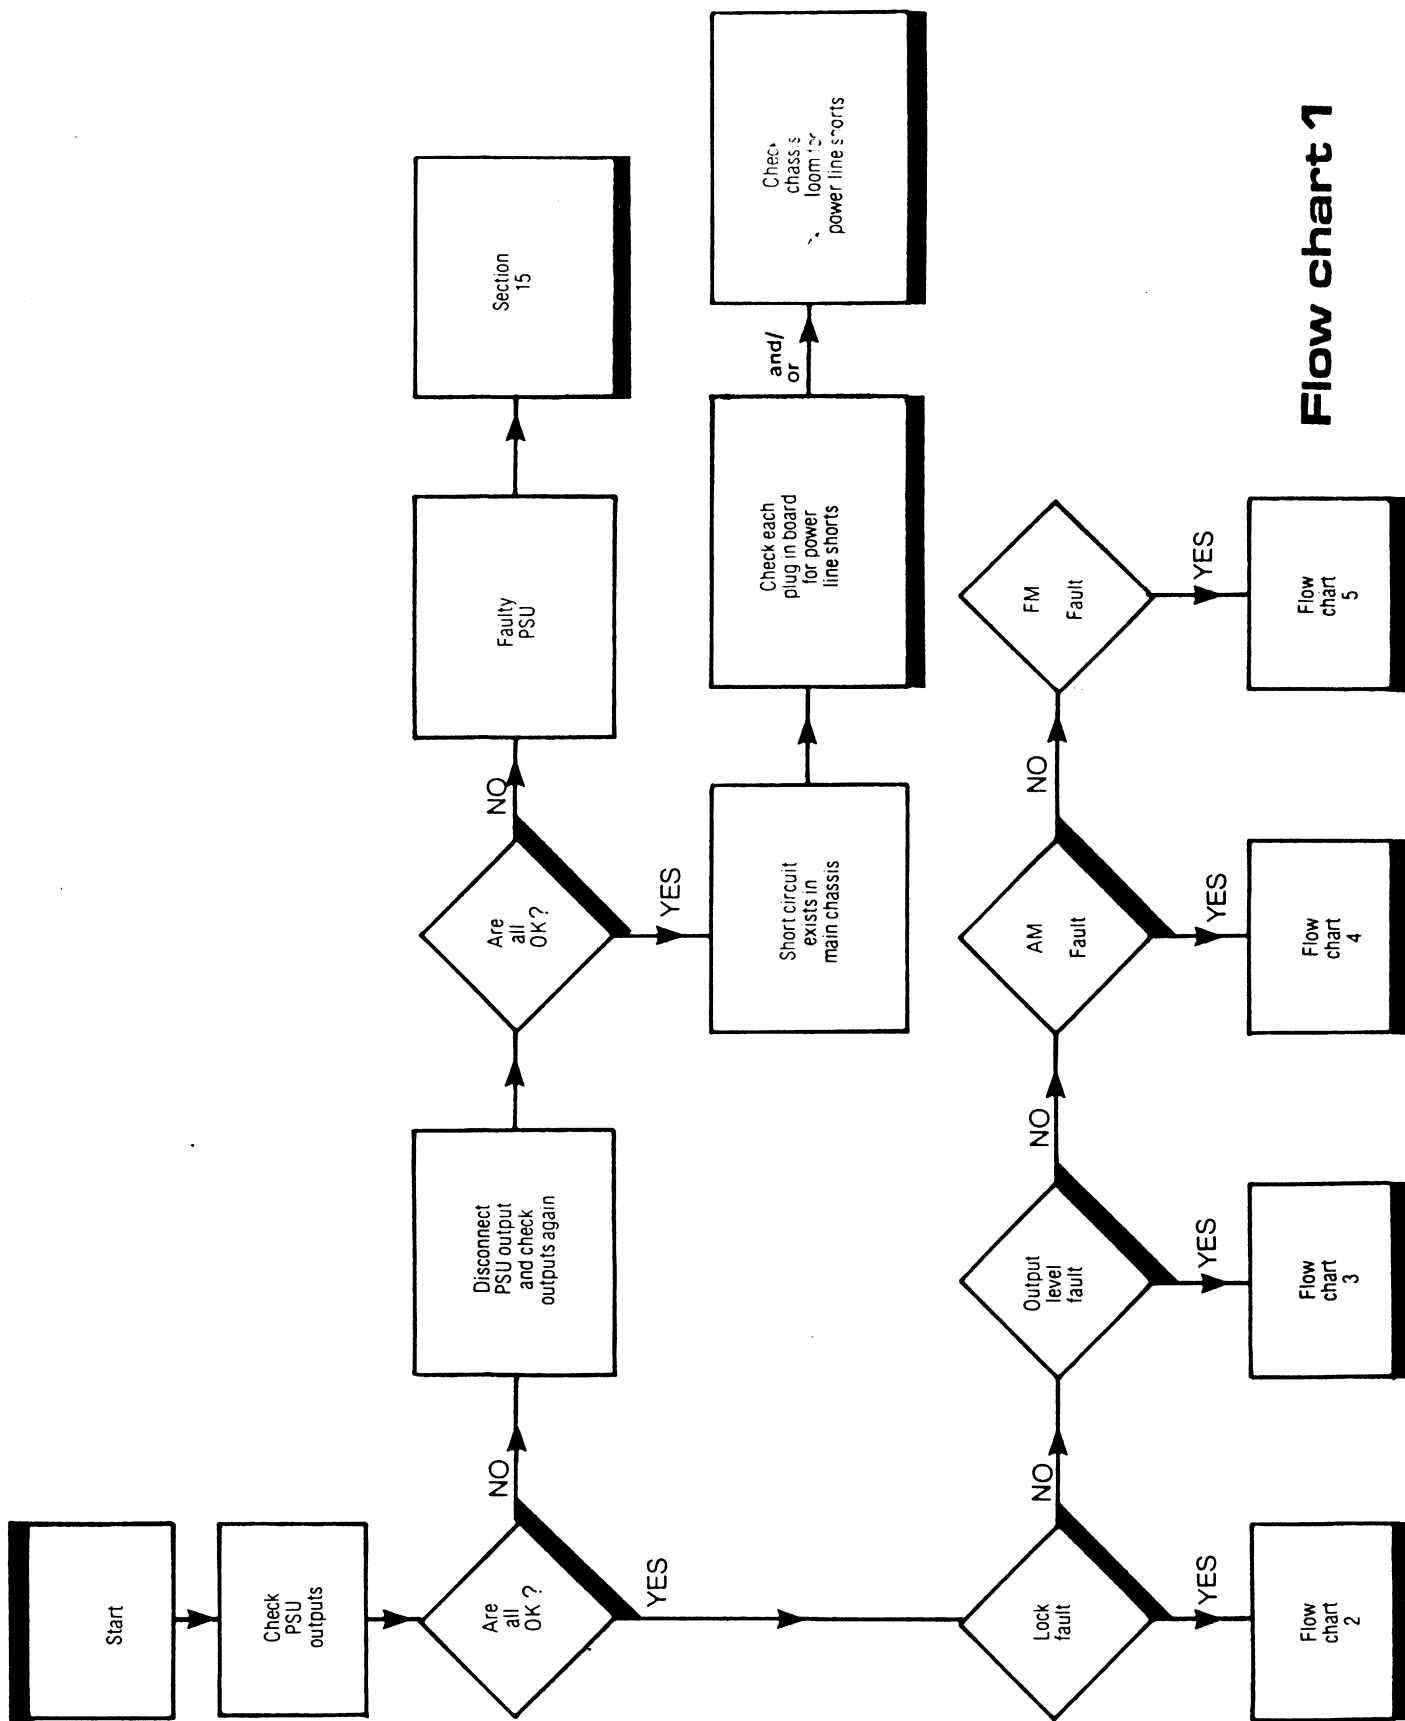 Start
Check
PSU
outputs
Are
all
OK?
NO
YES
Disconnect
PSU output
and check
outputs again
Are
all
OK?
NO
YES
Faulty
PSU
Section
15
Short circuit
exists in
main chassis
Check each
plug in board
for power
line shorts
and/
or
Check
chassis
loom for
power line shorts
Lock
fault
NO
YES
Output
level
fault
NO
YES
AM
Fault
NO
YES
FM
Fault
YES
Flow
chart
2
Flow
chart
3
Flow
chart
4
Flow
chart
5
Flow chart 1